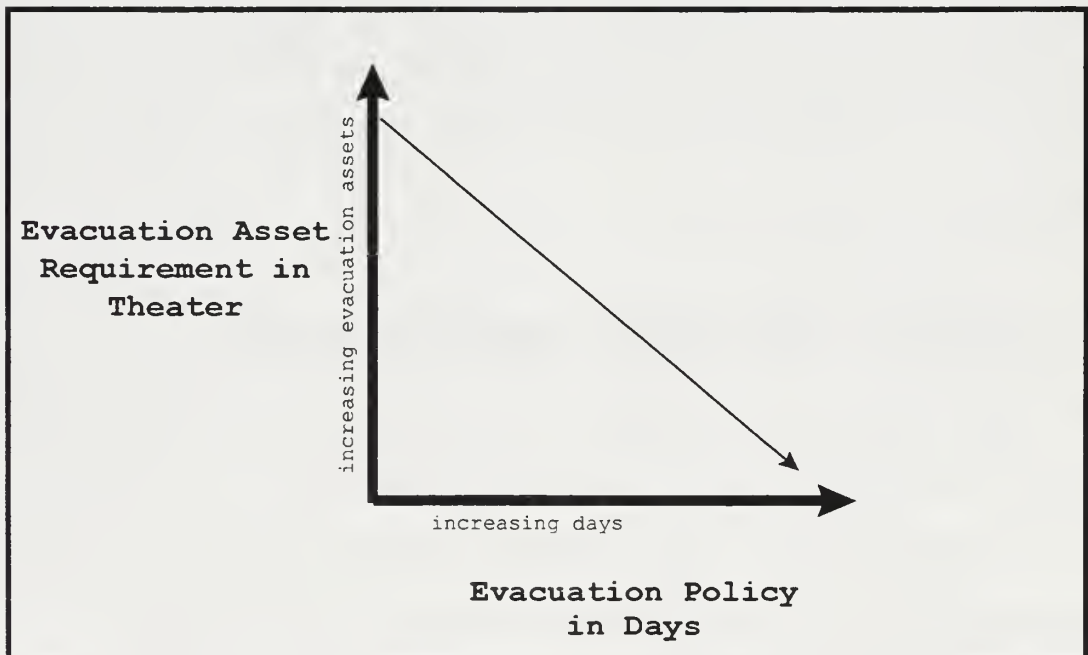 Evacuation Asset
Requirement in
Theater
increasing evacuation assets
increasing days
Evacuation Policy
in Days